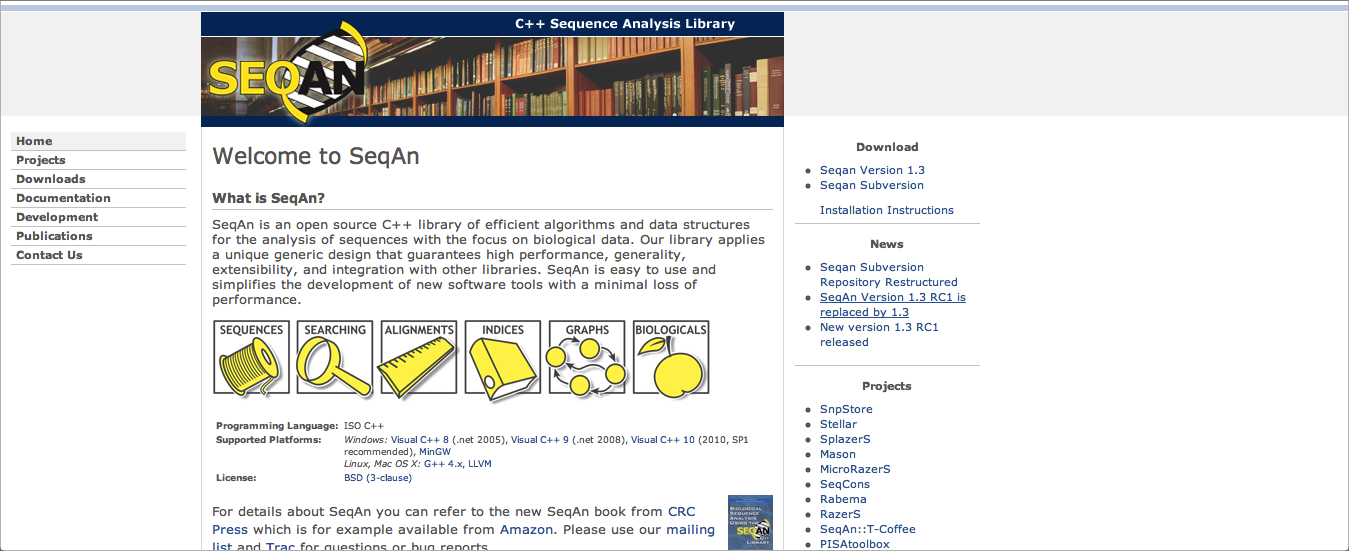 C++ Sequence Analysis Library
SEQAN
Home
Projects
Downloads
Documentation
Development
Publications
Contact Us
Welcome to SeqAn
What is SeqAn?
SeqAn is an open source C++ library of efficient algorithms and data structures
for the analysis of sequences with the focus on biological data. Our library applies
a unique generic design that guarantees high performance, generality,
extensibility, and integration with other libraries. SeqAn is easy to use and
simplifies the development of new software tools with a minimal loss of
performance.
SEQUENCES
SEARCHING
ALIGNMENTS
INDICES
GRAPHS
BIOLOGICALS
Programming Language: ISO C++
Supported Platforms: Windows: Visual C++ 8 (.net 2005), Visual C++ 9 (.net 2008), Visual C++ 10 (2010, SP1
recommended), MinGW
Linux, Mac OS X: G++ 4.x, LLVM
License: BSD (3-clause)
For details about SeqAn you can refer to the new SeqAn book from CRC
Press which is for example available from Amazon. Please use our mailing
list and Trac for questions or bug reports
BIOLOGICAL
SEQUENCE
ANALYSIS
USING THE
SEQAN
C++
LIBRARY
Download
Seqan Version 1.3
Seqan Subversion
Installation Instructions
News
Seqan Subversion
Repository Restructured
SeqAn Version 1.3 RC1 is
replaced by 1.3
New version 1.3 RC1
released
Projects
SnpStore
Stellar
SplazerS
Mason
MicroRazerS
SeqCons
Rabema
RazerS
SeqAn::T-Coffee
PISAtoolbox